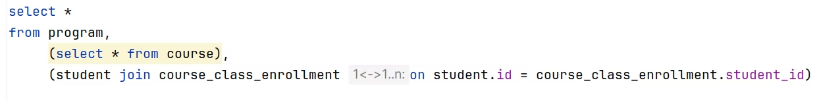 select *
from program,
(select * from course),
(student join course_class_enrollment 1<->1..n: on student.id = course_class_enrollment.student_id)